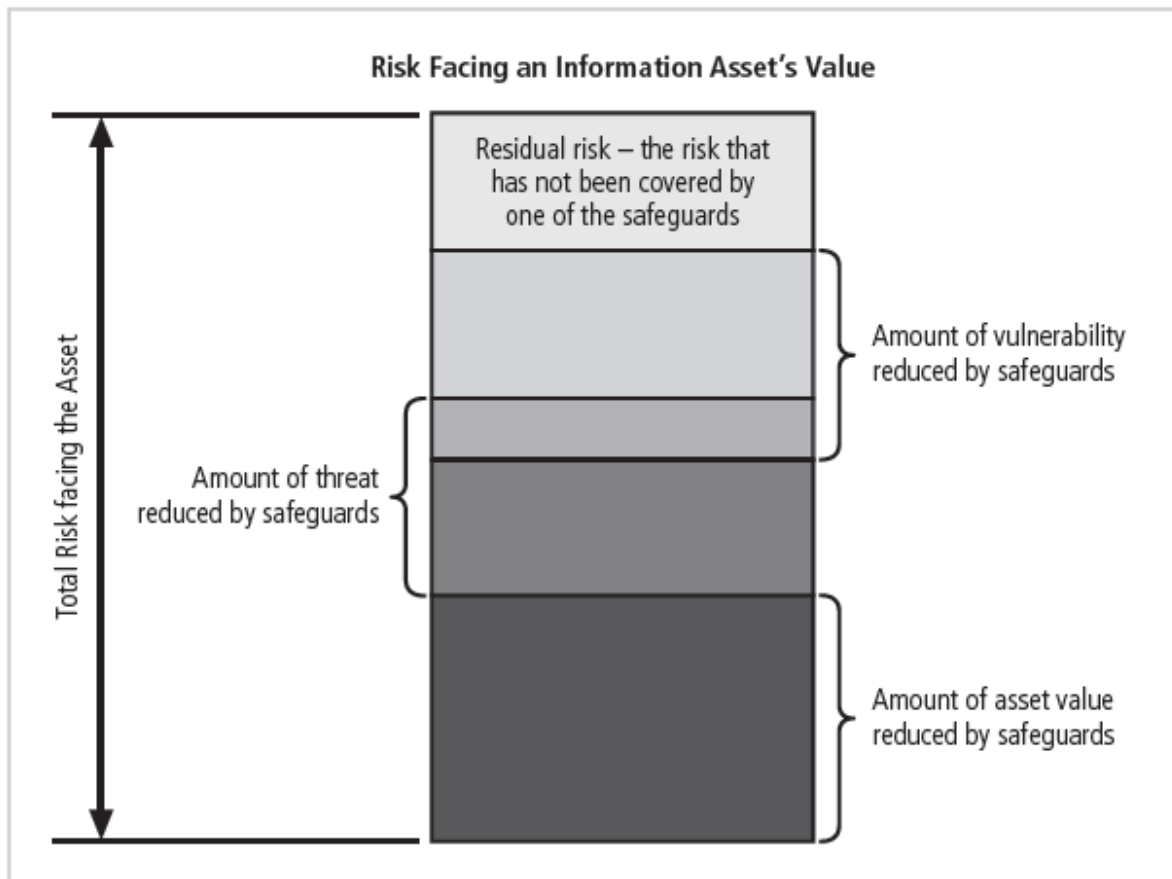 Risk Facing an Information Asset's Value
Residual risk – the risk that
has not been covered by
one of the safeguards
Total Risk facing the Asset
Amount of vulnerability
reduced by safeguards
Amount of threat
reduced by safeguards
Amount of asset value
reduced by safeguards